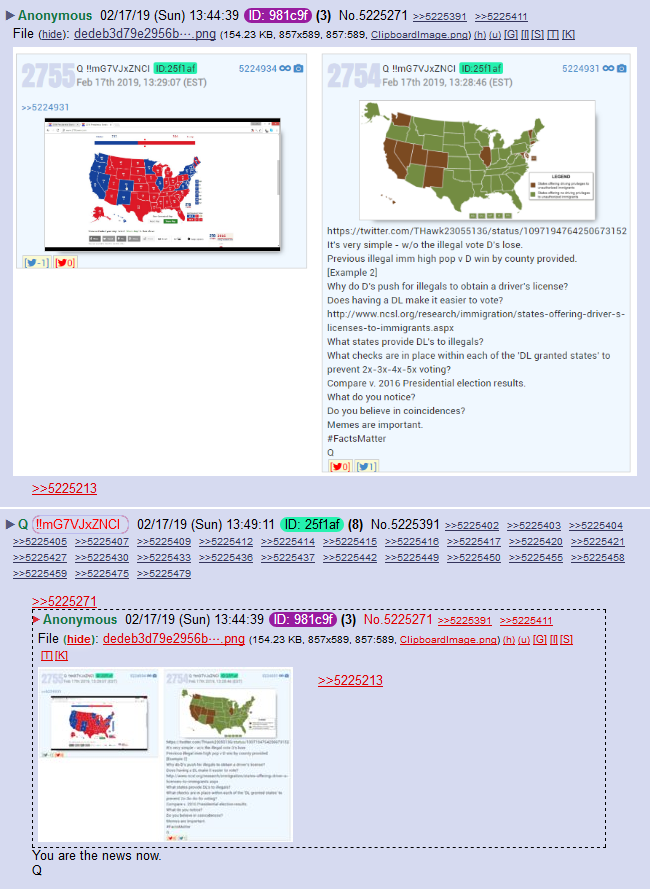 Anonymous 02/17/19 (Sun) 13:44:39 ID: 981c9f (3) No.5225271 >>5225391 >>5225411
File (hide): dedeb3d79e2956b⋯.png (154.23 KB, 857x589, 857:589, ClipboardImage.png) (h) (u) [G] [I] [S] [T] [K]
2755 Q !!mG7VJxZNCI ID:25f1af 5224934
Feb 17th 2019, 13:29:07 (EST)
>>5224931
[-1] [0]
2754 Q !!mG7VJxZNCI ID:25f1af 5224931
Feb 17th 2019, 13:28:46 (EST)
LEGEND
States offering driving privileges to
unauthorized immigrants
States offering no driving privileges to
unauthorized immigrants
https://twitter.com/THawk23055136/status/1097194764250673152
It's very simple - w/o the illegal vote D's lose.
Previous illegal imm high pop v D win by county provided.
[Example 2]
Why do D's push for illegals to obtain a driver's license?
Does having a DL make it easier to vote?
http://www.ncsl.org/research/immigration/states-offering-driver-s-
licenses-to-immigrants.aspx
What states provide DL's to illegals?
What checks are in place within each of the 'DL granted states' to
prevent 2x-3x-4x-5x voting?
Compare v. 2016 Presidential election results.
What do you notice?
Do you believe in coincidences?
Memes are important.
#FactsMatter
Q
[0] [1]
>>5225213
Q !!mG7VJxZNCI 02/17/19 (Sun) 13:49:11 ID: 25f1af (8) No.5225391 >>5225402 >>5225403 >>5225404
>>5225405 >>5225407 >>5225409 >>5225412 >>5225414 >>5225415 >>5225416 >>5225417 >>5225420 >>5225421
>>5225427 >>5225430 >>5225433 >>5225436 >>5225437 >>5225442 >>5225449 >>5225450 >>5225455 >>5225458
>>5225459 >>5225475 >>5225479
>>5225271
Anonymous 02/17/19 (Sun) 13:44:39 ID: 981c9f (3) No.5225271 >>5225391 >>5225411
File (hide): dedeb3d79e2956b⋯.png (154.23 KB, 857x589, 857:589, ClipboardImage.png) (h) (u) [G] [I] [S]
[T] [K]
>>5225213
You are the news now.
Q